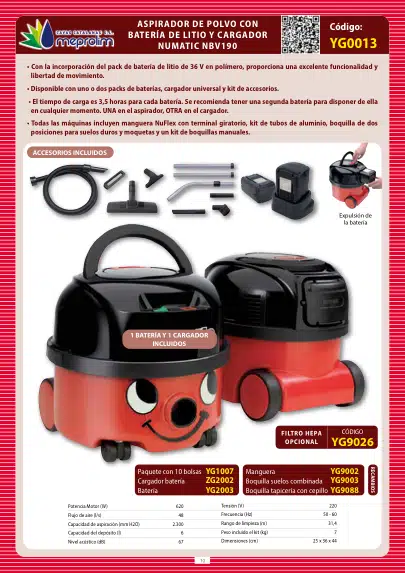 TAPAS CATALANAS S.L.
meprolim
ASPIRADOR DE POLVO CON
BATERÍA DE LITIO Y CARGADOR
NUMATIC NBV190
Código:
YG0013
• Con la incorporación del pack de batería de litio de 36 V en polímero, proporciona una excelente funcionalidad y
libertad de movimiento.
• Disponible con uno o dos packs de baterías, cargador universal y kit de accesorios.
• El tiempo de carga es 3,5 horas para cada batería. Se recomienda tener una segunda batería para disponer de ella
en cualquier momento. UNA en el aspirador, OTRA en el cargador.
• Todas las máquinas incluyen manguera NuFlex con terminal giratorio, kit de tubos de aluminio, boquilla de dos
posiciones para suelos duros y moquetas y un kit de boquillas manuales.
ACCESORIOS INCLUIDOS
Expulsión de
la batería
1 BATERÍA Y 1 CARGADOR
INCLUIDOS
FILTRO HEPA
OPCIONAL
CÓDIGO
YG9026
Paquete con 10 bolsas YG1007
Cargador batería ZG2002
Batería YG2003
Manguera YG9002
Boquilla suelos combinada YG9003
Boquilla tapicería con cepillo YG9088
RECAMBIOS
Potencia Motor (W) 620
Flujo de aire (l/s) 48
Capacidad de aspiración (mm H2O) 2.300
Capacidad del depósito (l) 6
Nivel acústico (dB) 67
Tensión (V) 220
Frecuencia (Hz) 50 - 60
Rango de limpieza (m) 31,4
Peso incluido el kit (kg) 7
Dimensiones (cm) 25 x 36 x 44